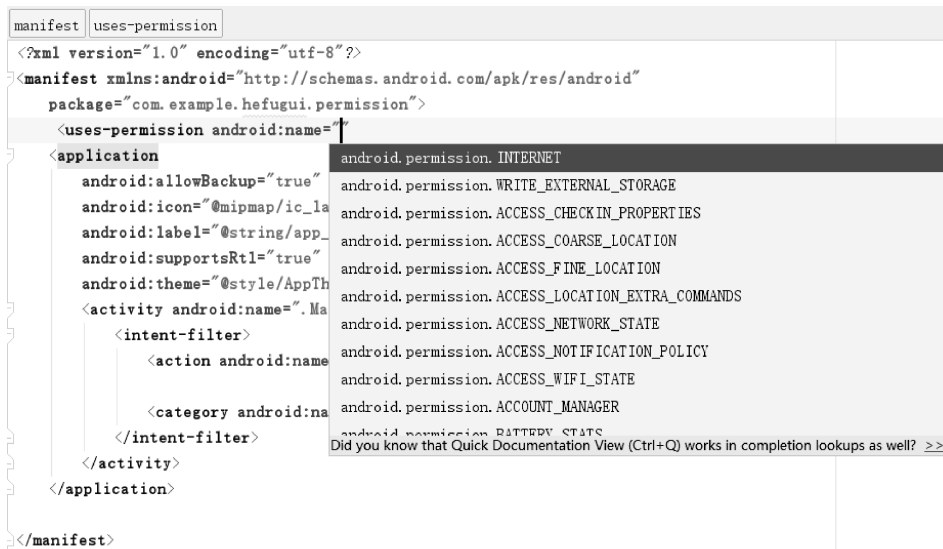 manifest uses-permission
<?xml version="1.0" encoding="utf-8"?>
<manifest xmlns:android="http://schemas.android.com/apk/res/android"
package="com.example.hefugui.permission">
<uses-permission android:name=""
<application
android:allowBackup="true"
android:icon="@mipmap/ic_la
android:label="@string/app_
android:supportsRtl="true"
android:theme="@style/AppTh
<activity android:name=".Ma
<intent-filter>
<action android:name
<category android:na
</intent-filter>
</activity>
</application>
</manifest>
android.permission.INTERNET
android.permission.WRITE_EXTERNAL_STORAGE
android.permission.ACCESS_CHECKIN_PROPERTIES
android.permission.ACCESS_COARSE_LOCATION
android.permission.ACCESS_FINE_LOCATION
android.permission.ACCESS_LOCATION_EXTRA_COMMANDS
android.permission.ACCESS_NETWORK_STATE
android.permission.ACCESS_NOTIFICATION_POLICY
android.permission.ACCESS_WIFI_STATE
android.permission.ACCOUNT_MANAGER
android.permission.BATTERY_STATS
Did you know that Quick Documentation View (Ctrl+Q) works in completion lookups as well? >>